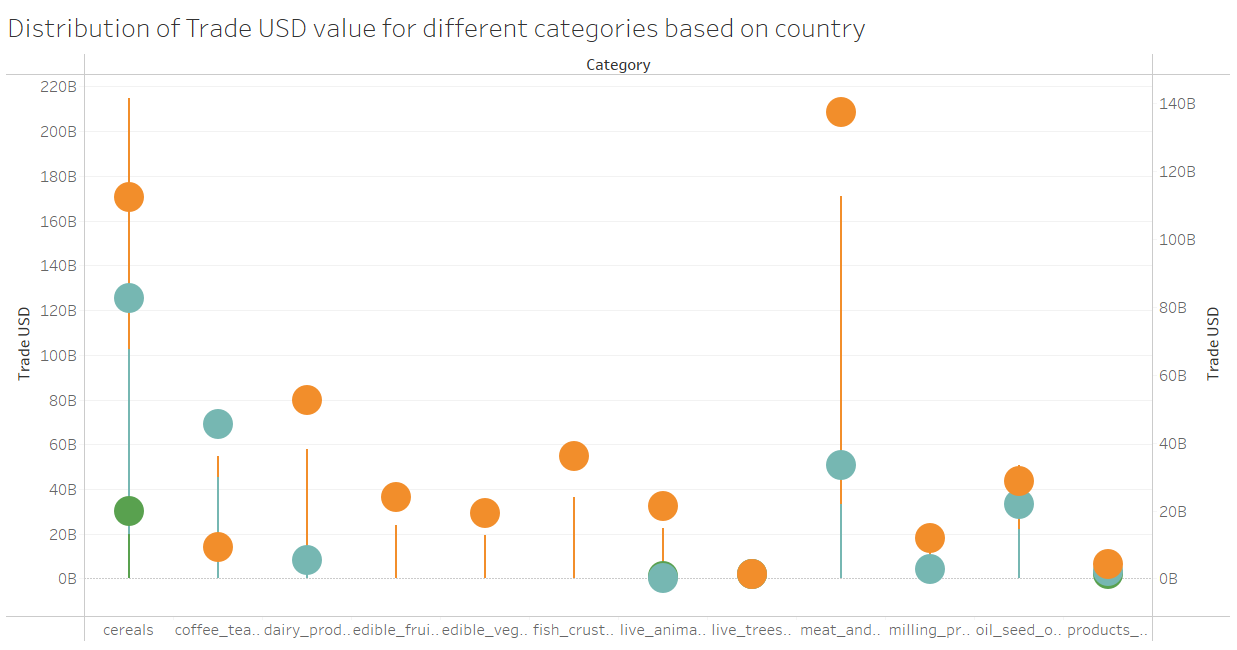 Distribution of Trade USD value for different categories based on country
Category
220B
200B
180B
160B
140B
120B
100B
80B
60B
40B
20B
0B
Trade USD
140B
120B
100B
80B
60B
40B
20B
0B
Trade USD
cereals coffee_tea.. dairy_prod.. edible_frui.. edible_veg.. fish_crust.. live_anima.. live_trees.. meat_and.. milling_pr.. oil_seed_o.. products_..